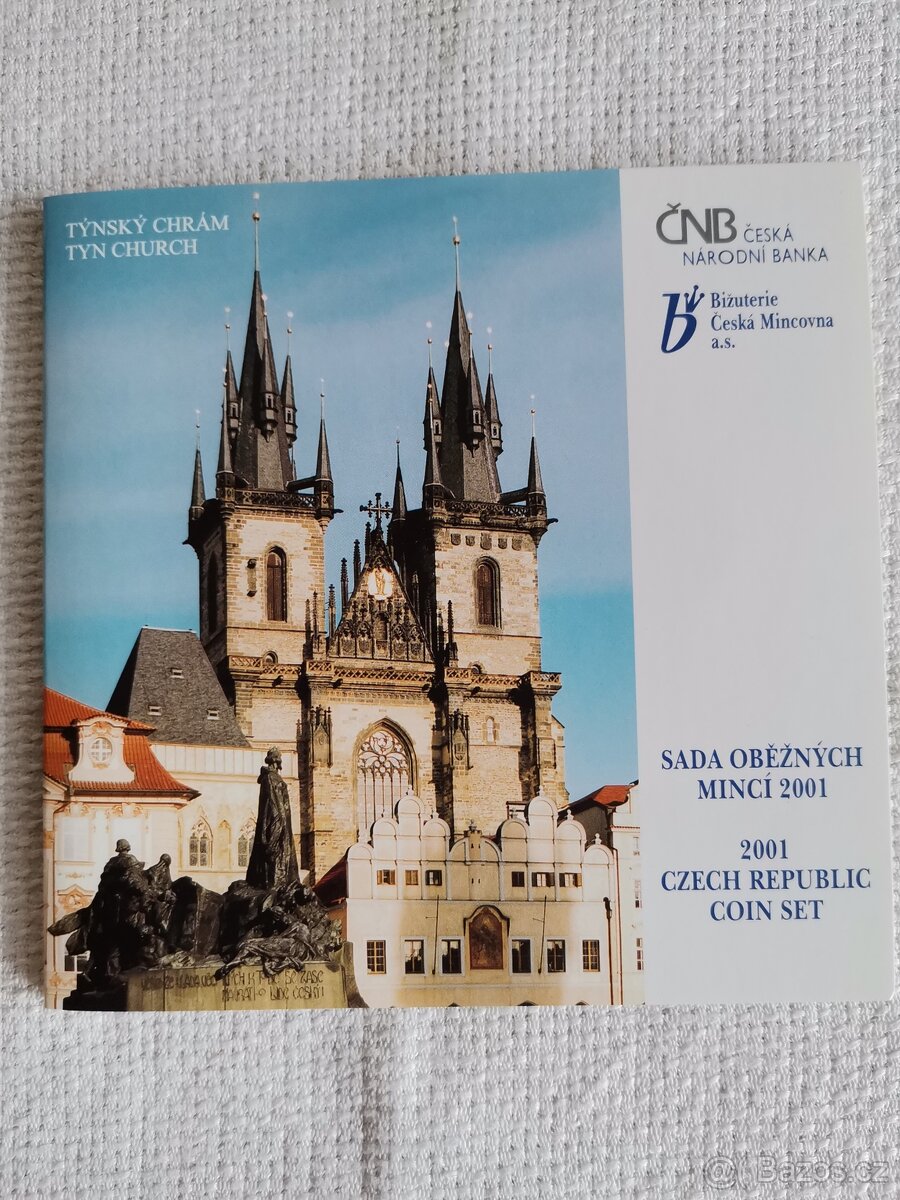 TÝNSKÝ CHRÁM
TYN CHURCH
ČNB ČESKÁ
NÁRODNÍ BANKA
b Bižuterie
Česká Mincovna
a.s.
SADA OBĚŽNÝCH
MINCÍ 2001
2001
CZECH REPUBLIC
COIN SET
@ Bazos.cz